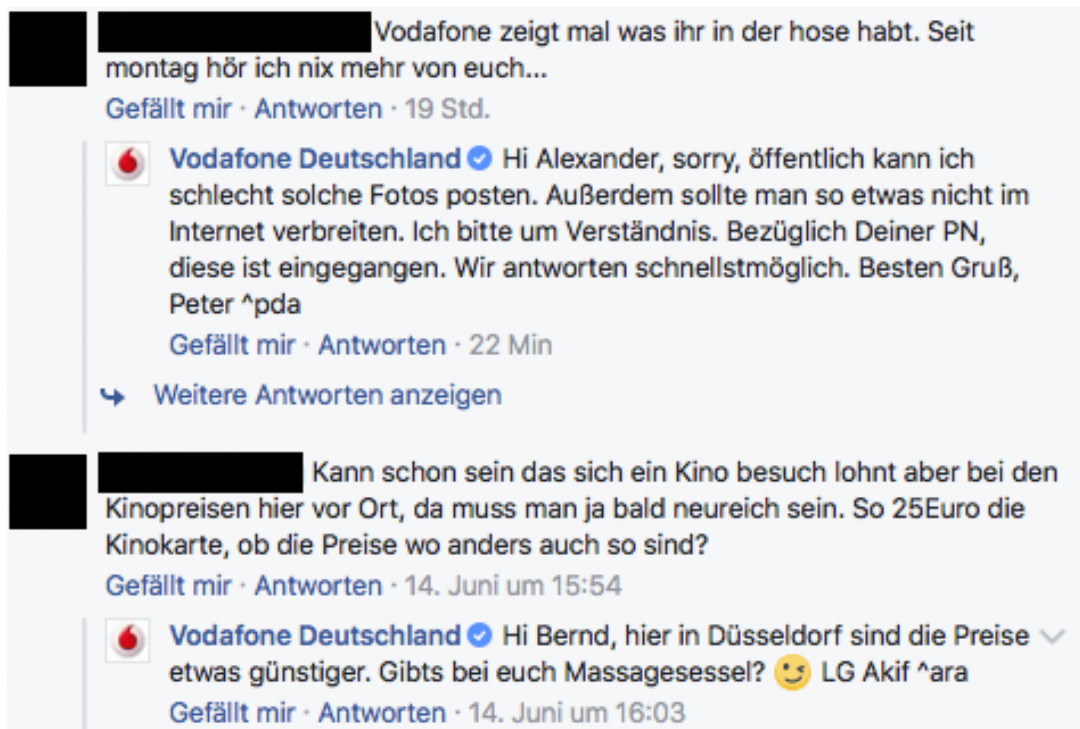 Vodafone zeigt mal was ihr in der hose habt. Seit
montag hör ich nix mehr von euch...
Gefällt mir · Antworten · 19 Std.
Vodafone Deutschland Hi Alexander, sorry, öffentlich kann ich
schlecht solche Fotos posten. Außerdem sollte man so etwas nicht im
Internet verbreiten. Ich bitte um Verständnis. Bezüglich Deiner PN,
diese ist eingegangen. Wir antworten schnellstmöglich. Besten Gruß,
Peter ^pda
Gefällt mir · Antworten · 22 Min
Weitere Antworten anzeigen
Kann schon sein das sich ein Kino besuch lohnt aber bei den
Kinopreisen hier vor Ort, da muss man ja bald neureich sein. So 25Euro die
Kinokarte, ob die Preise wo anders auch so sind?
Gefällt mir · Antworten · 14. Juni um 15:54
Vodafone Deutschland Hi Bernd, hier in Düsseldorf sind die Preise
etwas günstiger. Gibts bei euch Massagesessel? 😉 LG Akif ^ara
Gefällt mir · Antworten · 14. Juni um 16:03